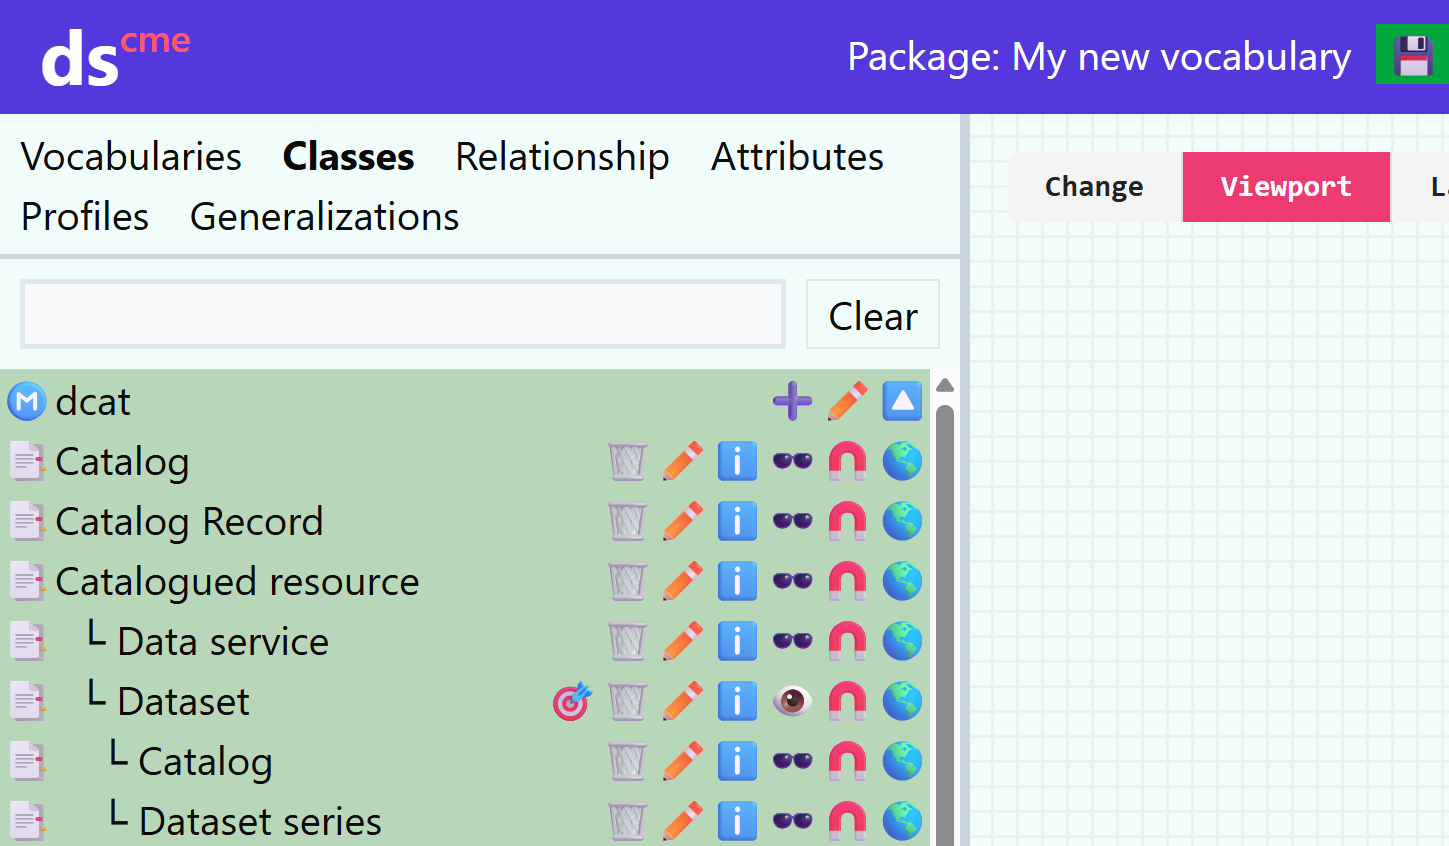 ds cme
Package: My new vocabulary
Vocabularies Classes Relationship Attributes
Profiles Generalizations
Change Viewport
Clear
dcat
Catalog
Catalog Record
Catalogued resource
Data service
Dataset
Catalog
Dataset series